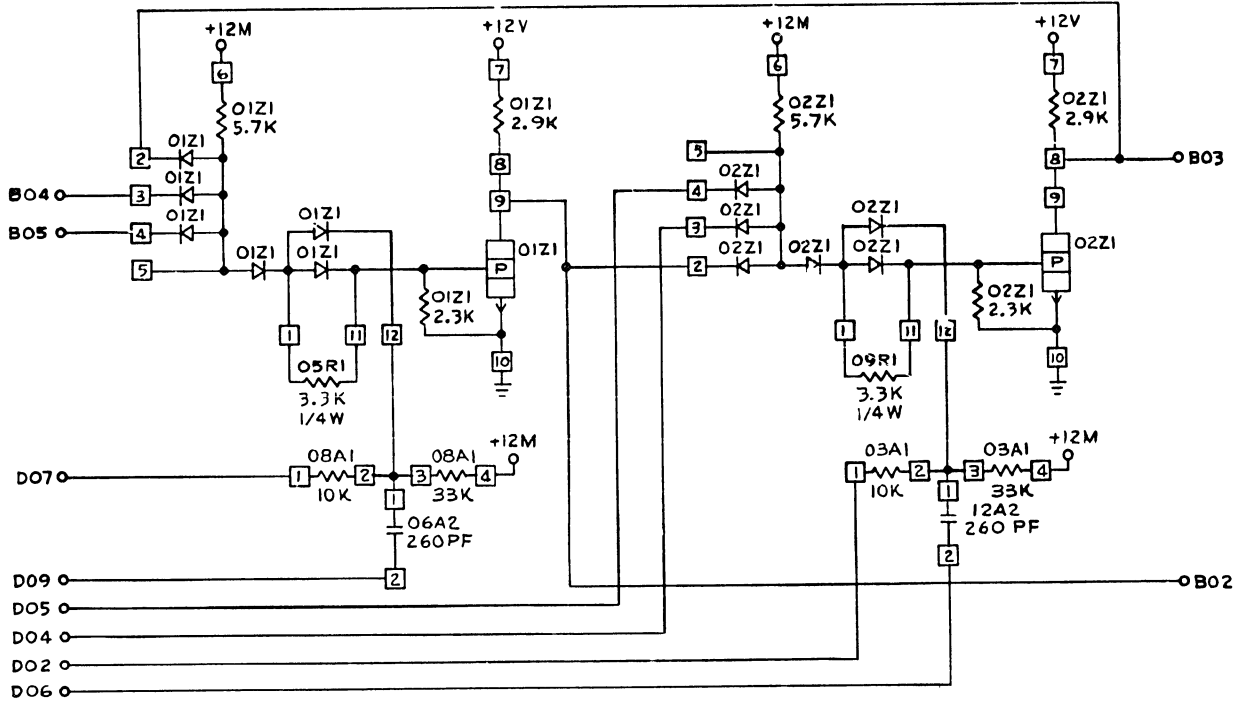 +12M
+12V
+12M
+12V
6
7
6
7
01Z1
5.7K
01Z1
2.9K
02Z1
5.7K
02Z1
2.9K
01Z1
2
8
5
8
B03
01Z1
02Z1
B04
3
9
4
9
01Z1
01Z1
02Z1
02Z1
B05
4
3
01Z1
01Z1
01Z1
02Z1
02Z1
02Z1
02Z1
5
P
2
P
01Z1
2.3K
02Z1
2.3K
1
11
12
1
11
12
10
10
05R1
3.3K
1/4W
09R1
3.3K
1/4W
+12M
+12M
08A1
08A1
03A1
03A1
D07
1
2
3
4
1
2
3
4
10K
33K
10K
33K
1
1
06A2
260PF
12A2
260 PF
2
D09
2
B02
D05
D04
D02
D06